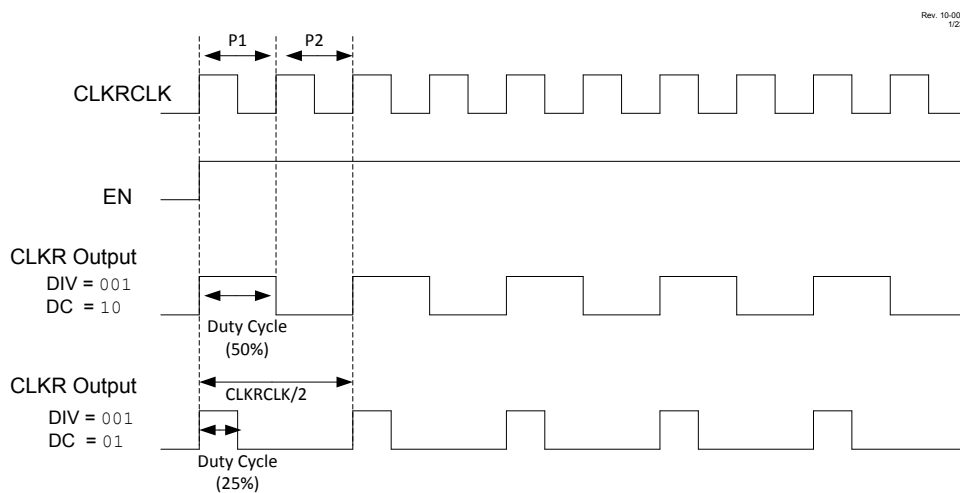 Rev. 10-00
1/2
P1
P2
CLKRCLK
EN
CLKR Output
DIV = 001
DC = 10
Duty Cycle
(50%)
CLKR Output
CLKRCLK/2
DIV = 001
DC = 01
Duty Cycle
(25%)